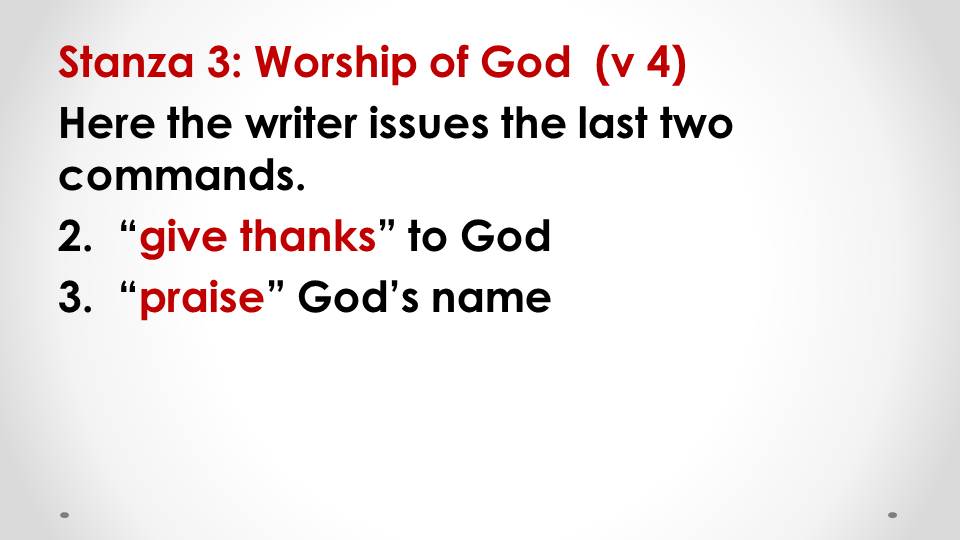 Stanza 3: Worship of God  (v 4)
Here the writer issues the last two
commands.
2.  “give thanks” to God
3.  “praise” God’s name